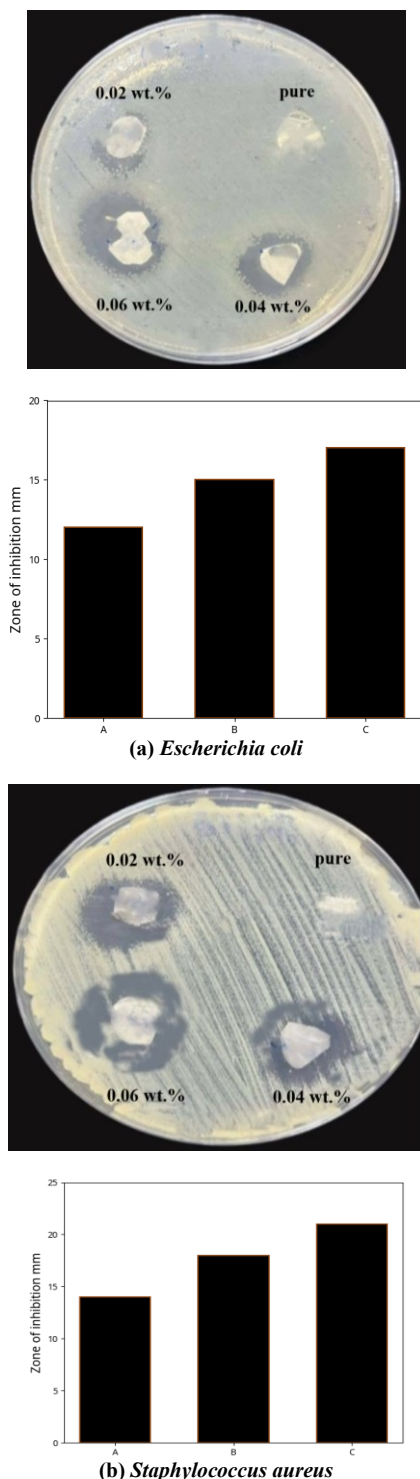 0.02 wt.% pure
0.06 wt.% 0.04 wt.%
20
15
10
5
0
Zone of inhibition mm
A B C
(a) Escherichia coli
0.02 wt.% pure
0.06 wt.% 0.04 wt.%
25
20
15
10
5
0
Zone of inhibition mm
A B C
(b) Staphylococcus aureus